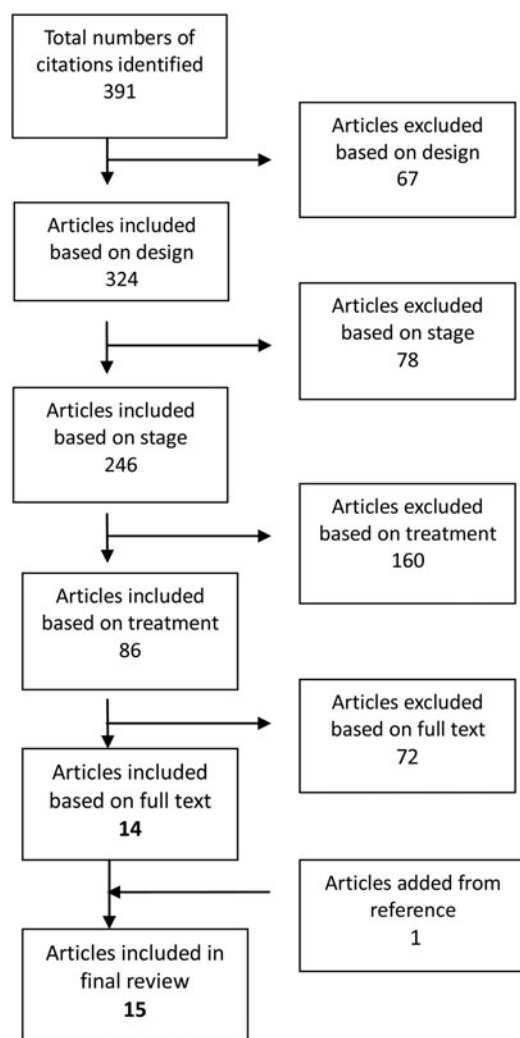 Total numbers of
citations identified
391
Articles excluded
based on design
67
Articles included
based on design
324
Articles excluded
based on stage
78
Articles included
based on stage
246
Articles excluded
based on treatment
160
Articles included
based on treatment
86
Articles excluded
based on full text
72
Articles included
based on full text
14
Articles added from
reference
1
Articles included in
final review
15